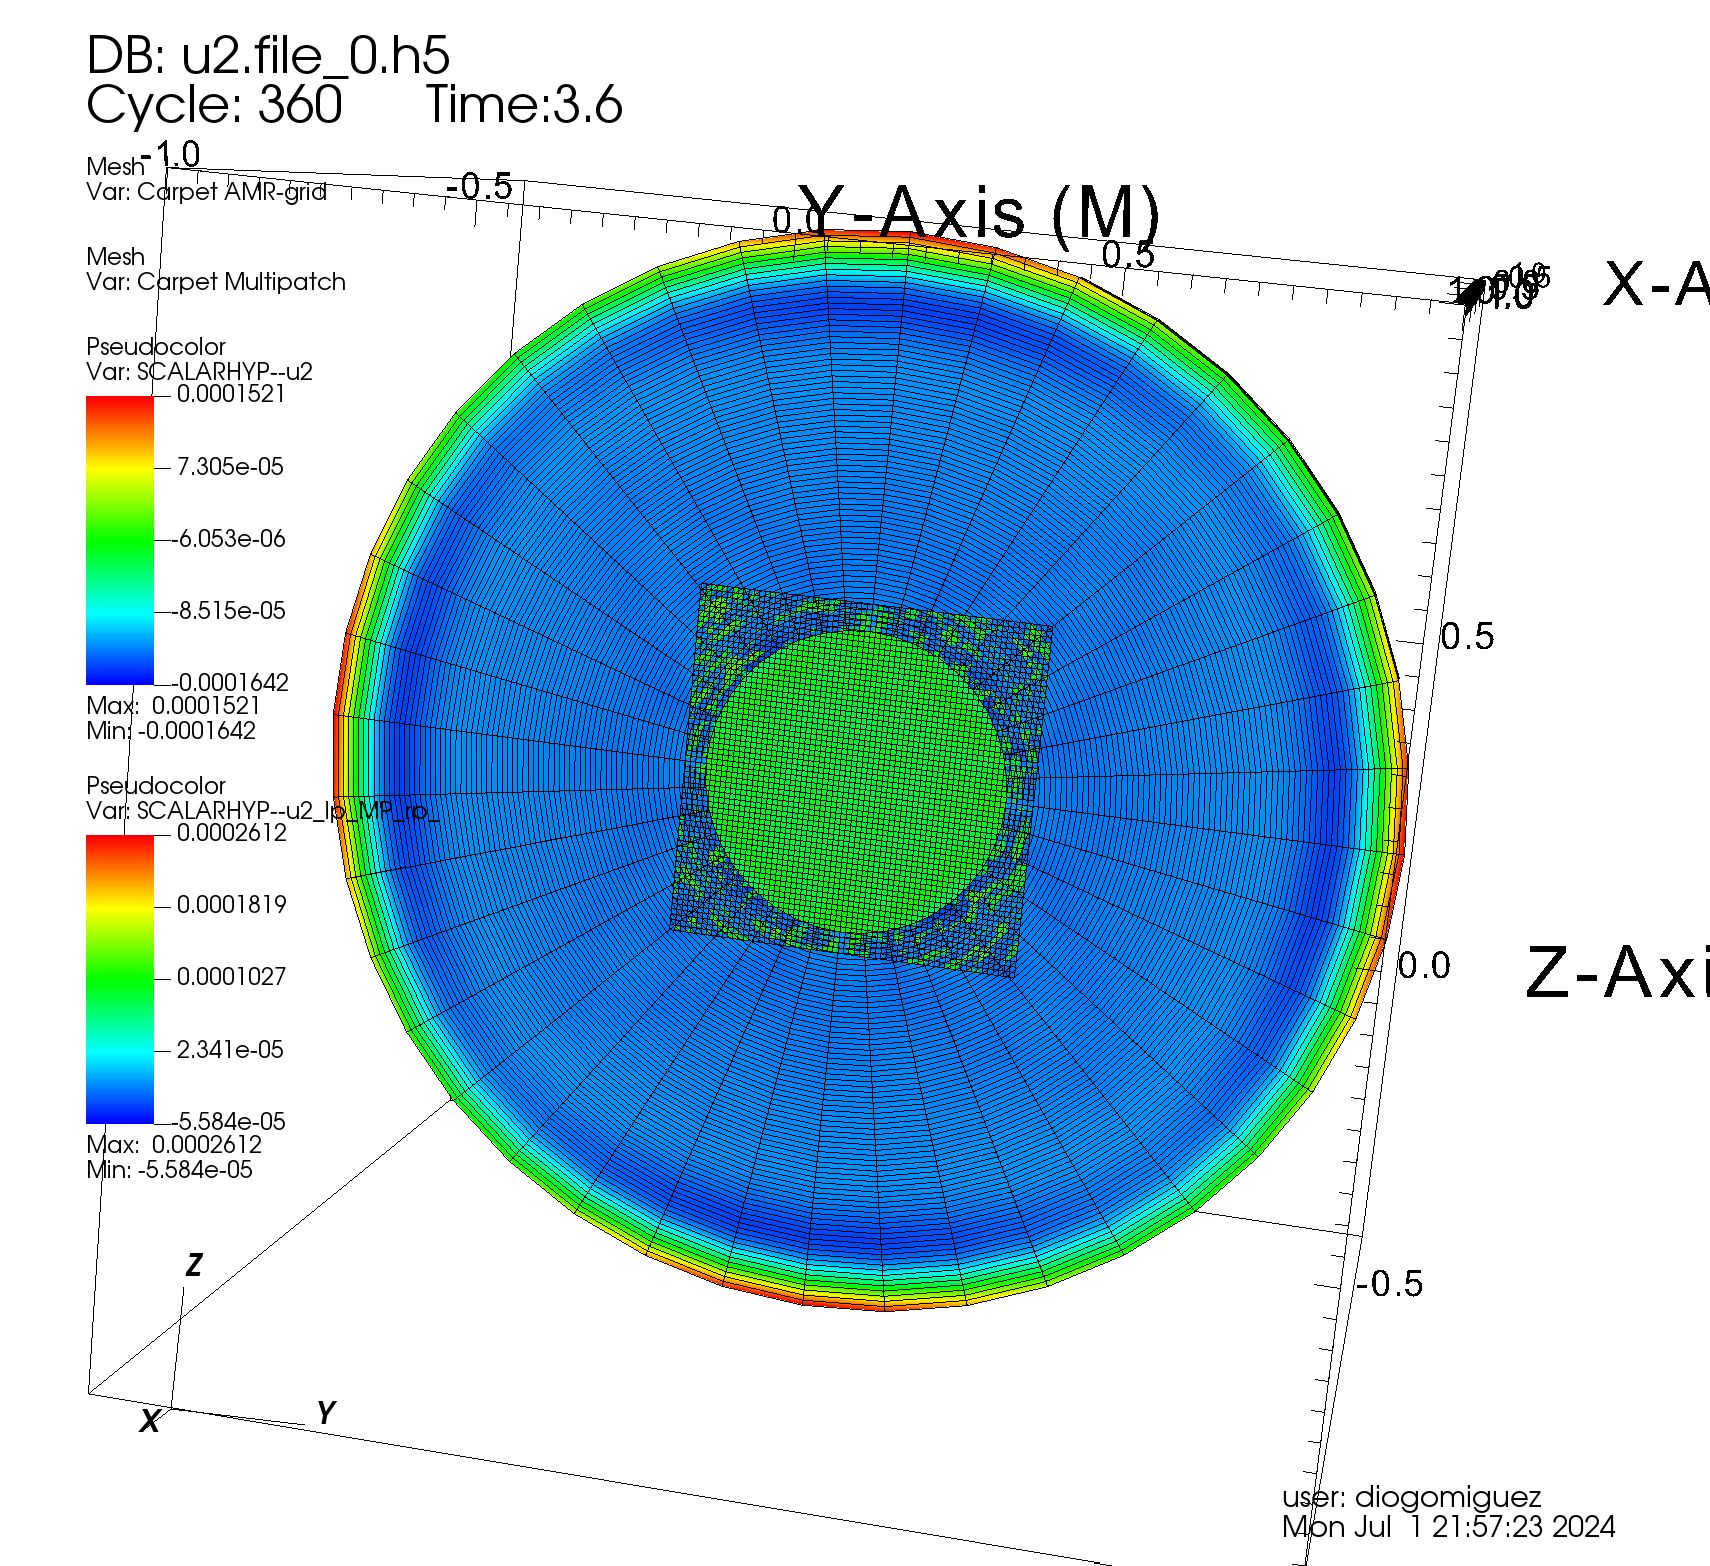 DB: u2.file_0.h5
Cycle: 360 Time:3.6
Mesh
Var: Carpet AMR-grid
Mesh
Var: Carpet Multipatch
Pseudocolor
Var: SCALARHYP--u2
0.0001521
7.305e-05
-6.053e-06
-8.515e-05
-0.0001642
Max: 0.0001521
Min: -0.0001642
Pseudocolor
Var: SCALARHYP--u2_lp_MP_ro_
0.0002612
0.0001819
0.0001027
2.341e-05
-5.584e-05
Max: 0.0002612
Min: -5.584e-05
-1.0
-0.5
0.0
Y-Axis (M)
0.5
X-A
0.5
0.0
Z-Axi
-0.5
Z
X
Y
user: diogomiguez
Mon Jul 1 21:57:23 2024